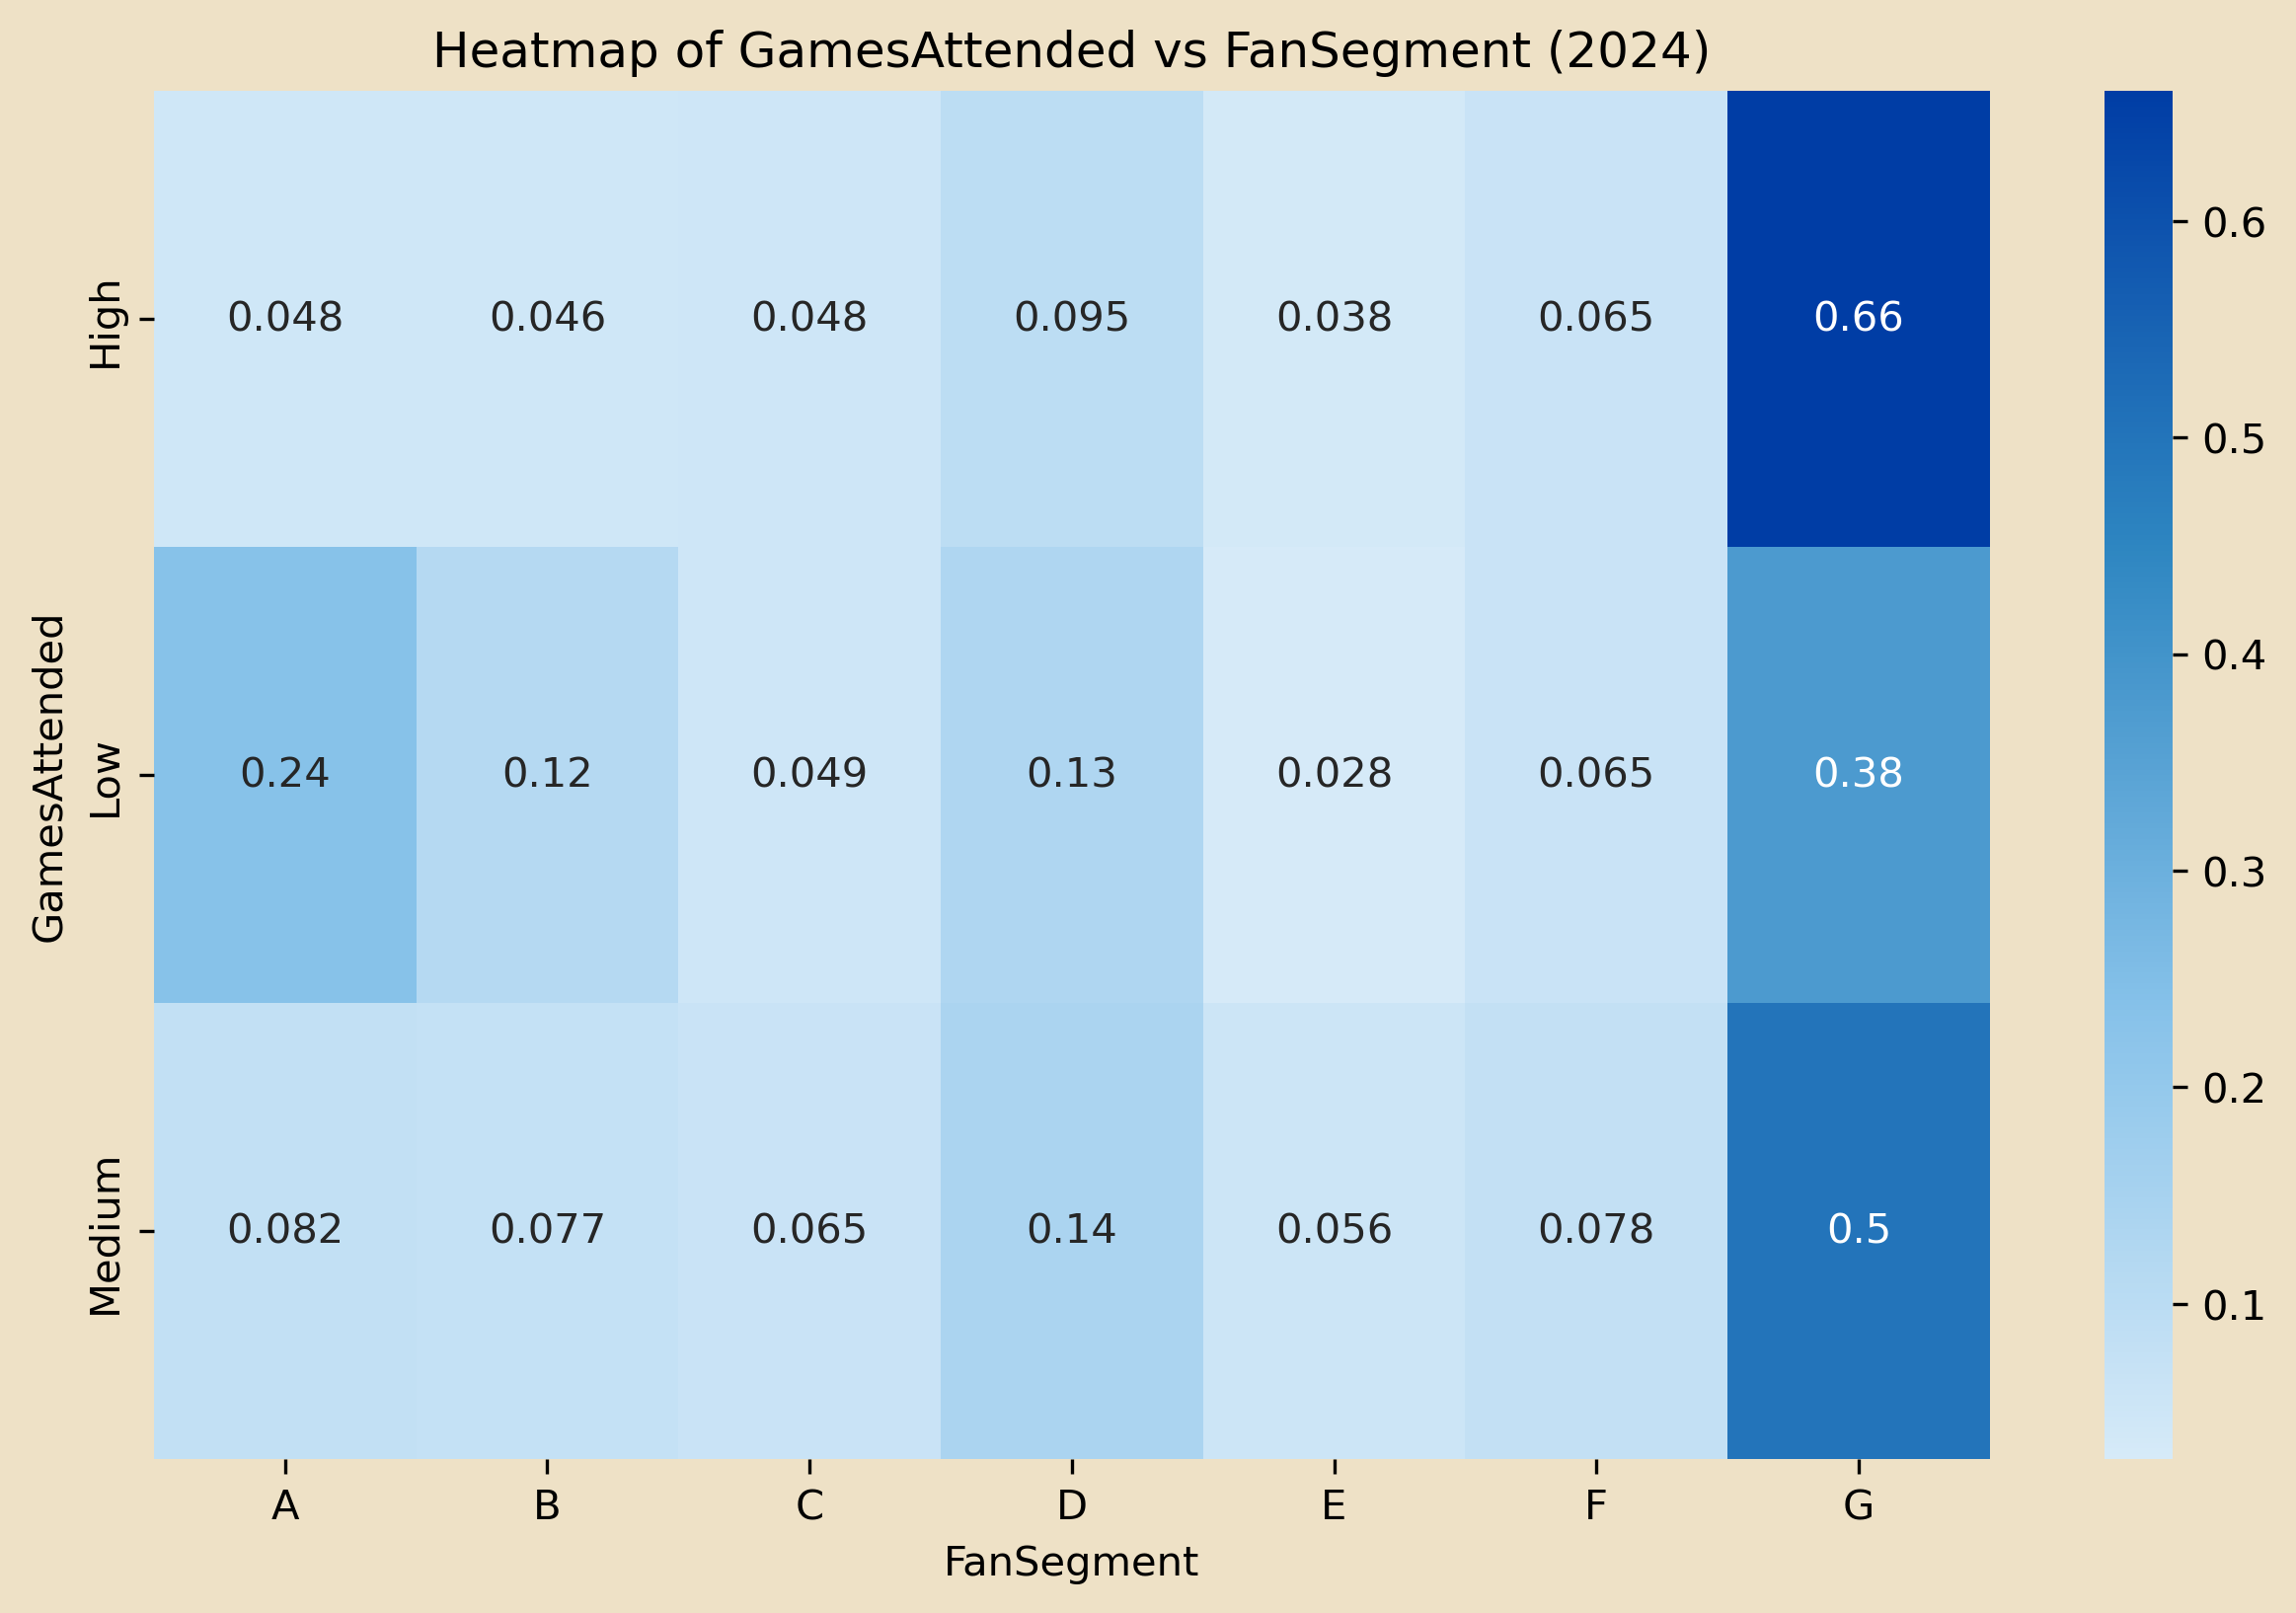 Heatmap of GamesAttended vs FanSegment (2024)
GamesAttended
High
0.048 0.046 0.048 0.095 0.038 0.065 0.66
Low
0.24 0.12 0.049 0.13 0.028 0.065 0.38
Medium
0.082 0.077 0.065 0.14 0.056 0.078 0.5
A B C D E F G
FanSegment
0.6
0.5
0.4
0.3
0.2
0.1